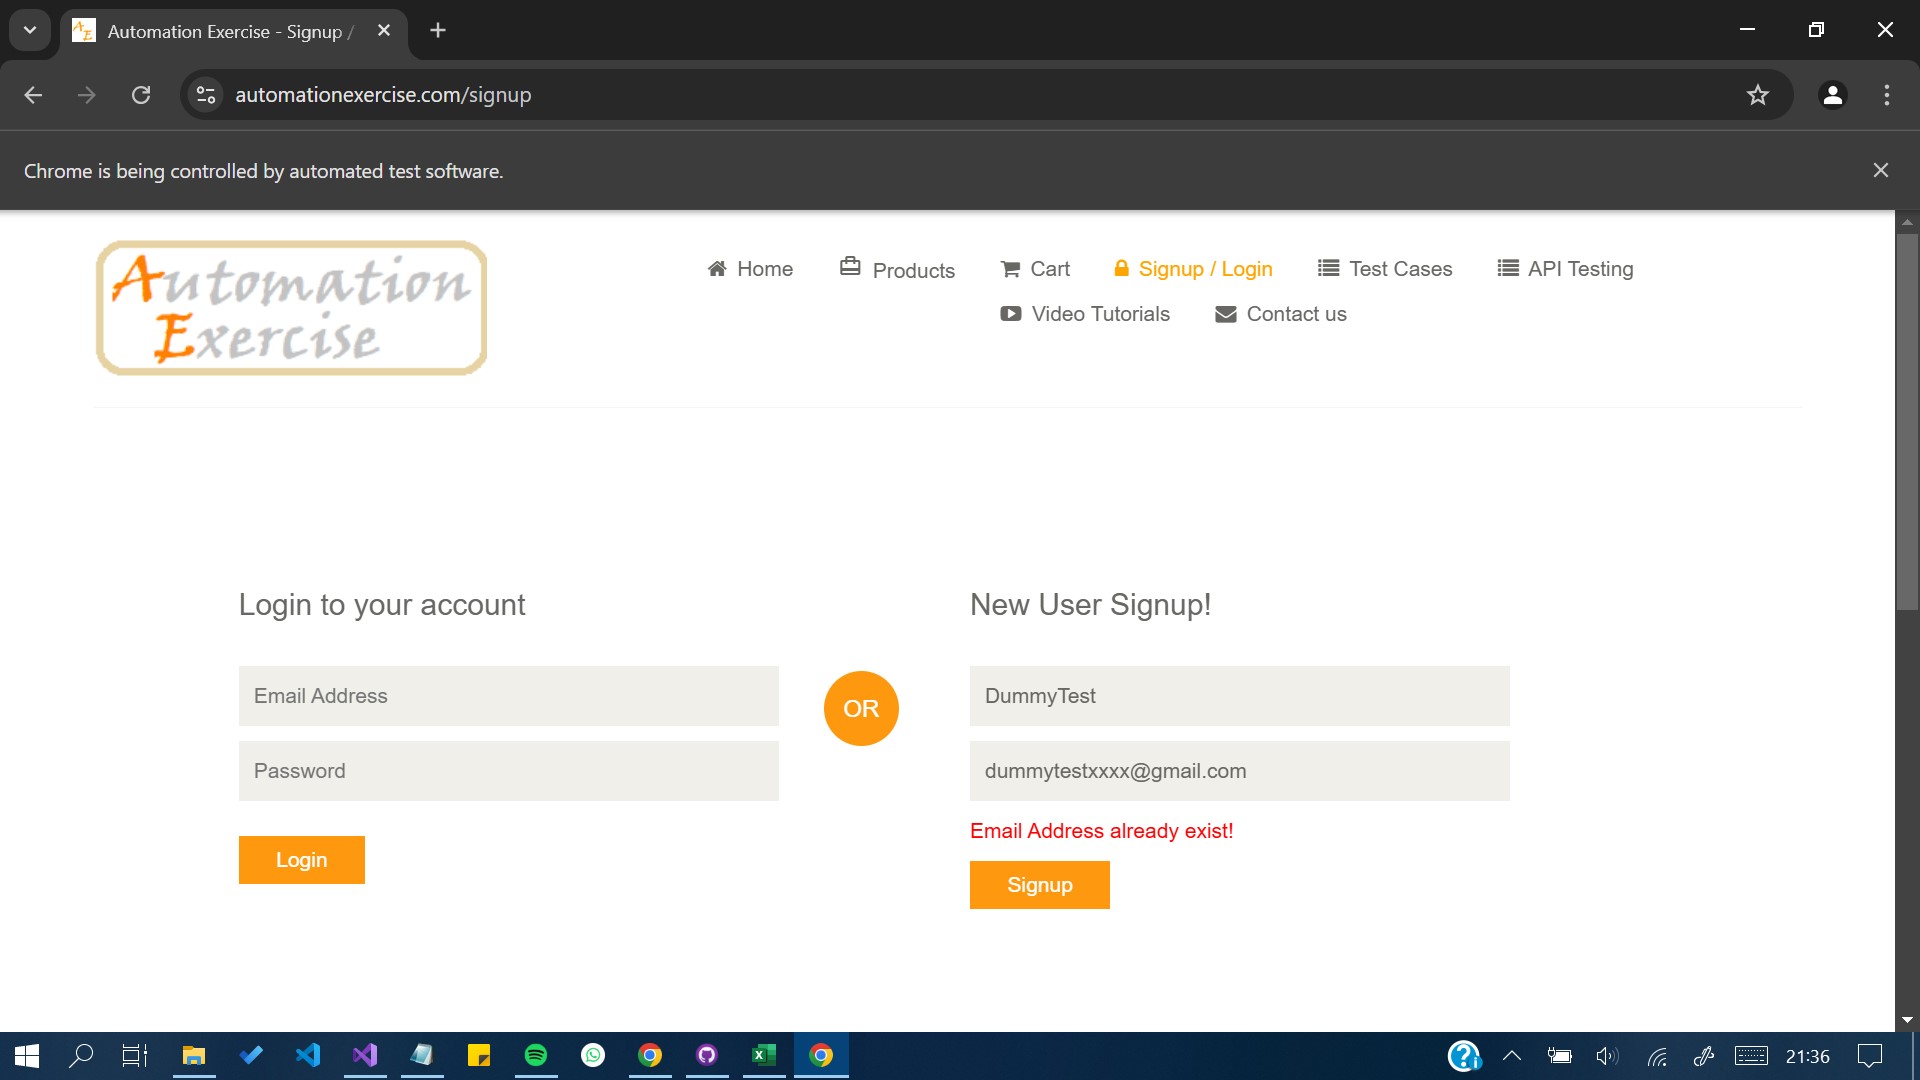 Automation Exercise - Signup /
automationexercise.com/signup
Chrome is being controlled by automated test software.
Automation
Exercise
Home
Products
Cart
Signup / Login
Test Cases
API Testing
Video Tutorials
Contact us
Login to your account
Email Address
Password
Login
OR
New User Signup!
DummyTest
dummytestxxxx@gmail.com
Email Address already exist!
Signup
21:36